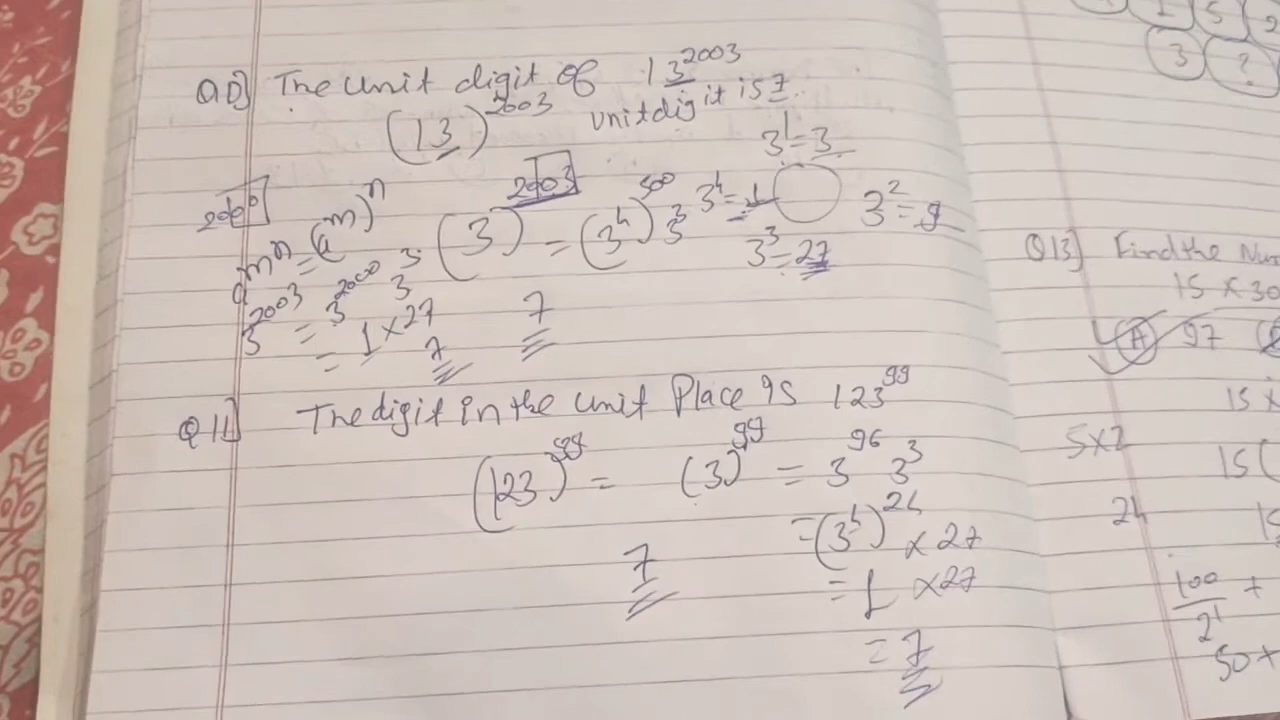 Q10] The unit digit of 13^2003
unit digit is 7.
(13)^2003
3^1 = 3
2000
a^mn = (a^m)^n
(3)^2003 = (3^4)^500 3^3
3^4 = 1
3^2 = 9
3^3 = 27
3^2003 = 3^2000 3^3
= 1 × 27
7
7
Q11] The digit in the unit Place is 123^99
(123)^99 = (3)^99 = 3^96 3^3
= (3^4)^24 × 27
= 1 × 27
= 7
7
1 5 2
3 ?
Q13] Find the
15 × 30
(A) 97
15 ×
5×2
15 (
24
100/2 +
50 +